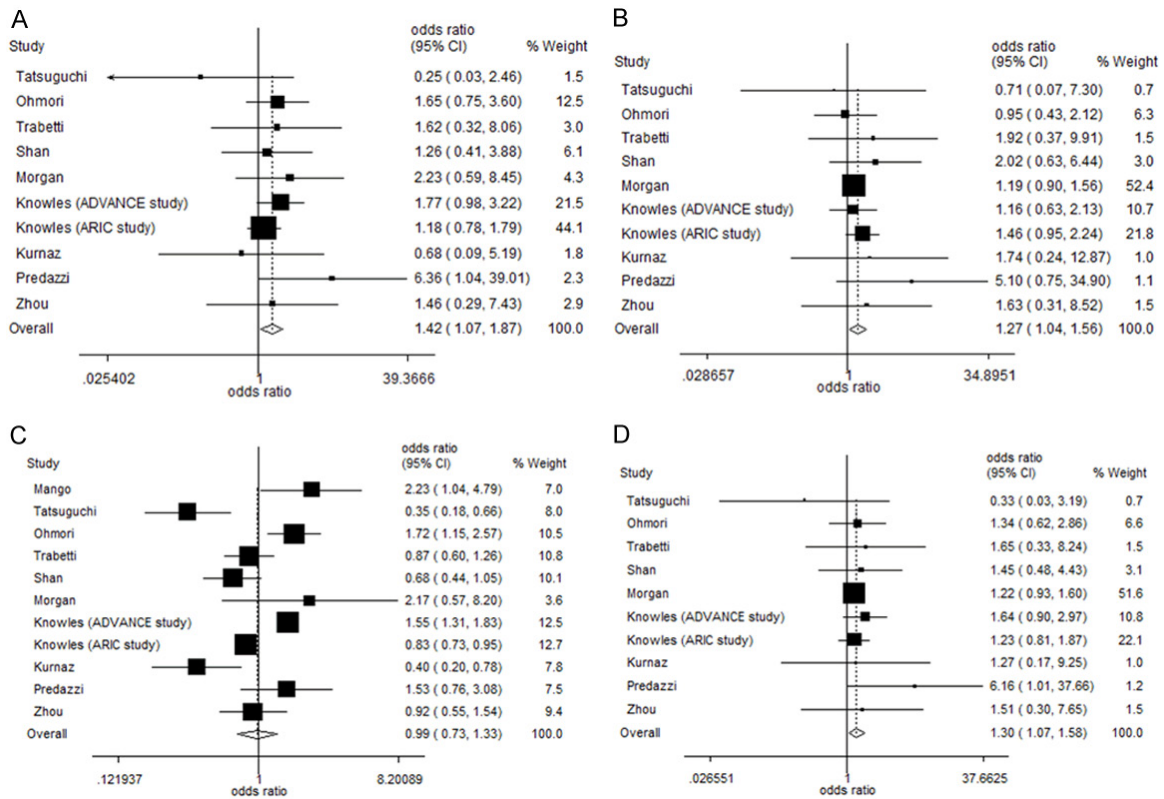 A
odds ratio
Study (95% CI) % Weight
Tatsuguchi 0.25 ( 0.03, 2.46) 1.5
Ohmori 1.65 ( 0.75, 3.60) 12.5
Trabetti 1.62 ( 0.32, 8.06) 3.0
Shan 1.26 ( 0.41, 3.88) 6.1
Morgan 2.23 ( 0.59, 8.45) 4.3
Knowles (ADVANCE study) 1.77 ( 0.98, 3.22) 21.5
Knowles (ARIC study) 1.18 ( 0.78, 1.79) 44.1
Kurnaz 0.68 ( 0.09, 5.19) 1.8
Predazzi 6.36 ( 1.04, 39.01) 2.3
Zhou 1.46 ( 0.29, 7.43) 2.9
Overall 1.42 ( 1.07, 1.87) 100.0
.025402 1 39.3666
odds ratio
B
odds ratio
Study (95% CI) % Weight
Tatsuguchi 0.71 ( 0.07, 7.30) 0.7
Ohmori 0.95 ( 0.43, 2.12) 6.3
Trabetti 1.92 ( 0.37, 9.91) 1.5
Shan 2.02 ( 0.63, 6.44) 3.0
Morgan 1.19 ( 0.90, 1.56) 52.4
Knowles (ADVANCE study) 1.16 ( 0.63, 2.13) 10.7
Knowles (ARIC study) 1.46 ( 0.95, 2.24) 21.8
Kurnaz 1.74 ( 0.24, 12.87) 1.0
Predazzi 5.10 ( 0.75, 34.90) 1.1
Zhou 1.63 ( 0.31, 8.52) 1.5
Overall 1.27 ( 1.04, 1.56) 100.0
.028657 1 34.8951
odds ratio
C
odds ratio
Study (95% CI) % Weight
Mango 2.23 ( 1.04, 4.79) 7.0
Tatsuguchi 0.35 ( 0.18, 0.66) 8.0
Ohmori 1.72 ( 1.15, 2.57) 10.5
Trabetti 0.87 ( 0.60, 1.26) 10.8
Shan 0.68 ( 0.44, 1.05) 10.1
Morgan 2.17 ( 0.57, 8.20) 3.6
Knowles (ADVANCE study) 1.55 ( 1.31, 1.83) 12.5
Knowles (ARIC study) 0.83 ( 0.73, 0.95) 12.7
Kurnaz 0.40 ( 0.20, 0.78) 7.8
Predazzi 1.53 ( 0.76, 3.08) 7.5
Zhou 0.92 ( 0.55, 1.54) 9.4
Overall 0.99 ( 0.73, 1.33) 100.0
.121937 1 8.20089
odds ratio
D
odds ratio
Study (95% CI) % Weight
Tatsuguchi 0.33 ( 0.03, 3.19) 0.7
Ohmori 1.34 ( 0.62, 2.86) 6.6
Trabetti 1.65 ( 0.33, 8.24) 1.5
Shan 1.45 ( 0.48, 4.43) 3.1
Morgan 1.22 ( 0.93, 1.60) 51.6
Knowles (ADVANCE study) 1.64 ( 0.90, 2.97) 10.8
Knowles (ARIC study) 1.23 ( 0.81, 1.87) 22.1
Kurnaz 1.27 ( 0.17, 9.25) 1.0
Predazzi 6.16 ( 1.01, 37.66) 1.2
Zhou 1.51 ( 0.30, 7.65) 1.5
Overall 1.30 ( 1.07, 1.58) 100.0
.026551 1 37.6625
odds ratio